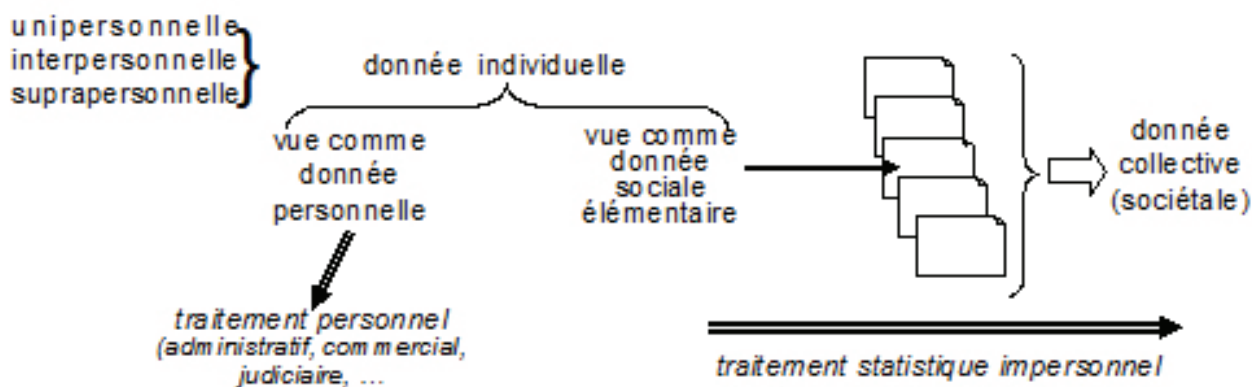 unipersonnelle
interpersonnelle
suprapersonnelle
donnée individuelle
vue comme
donnée
personnelle
vue comme
donnée
sociale
élémentaire
donnée
collective
(sociétale)
traitement personnel
(administratif, commercial,
judiciaire, ...
traitement statistique impersonnel